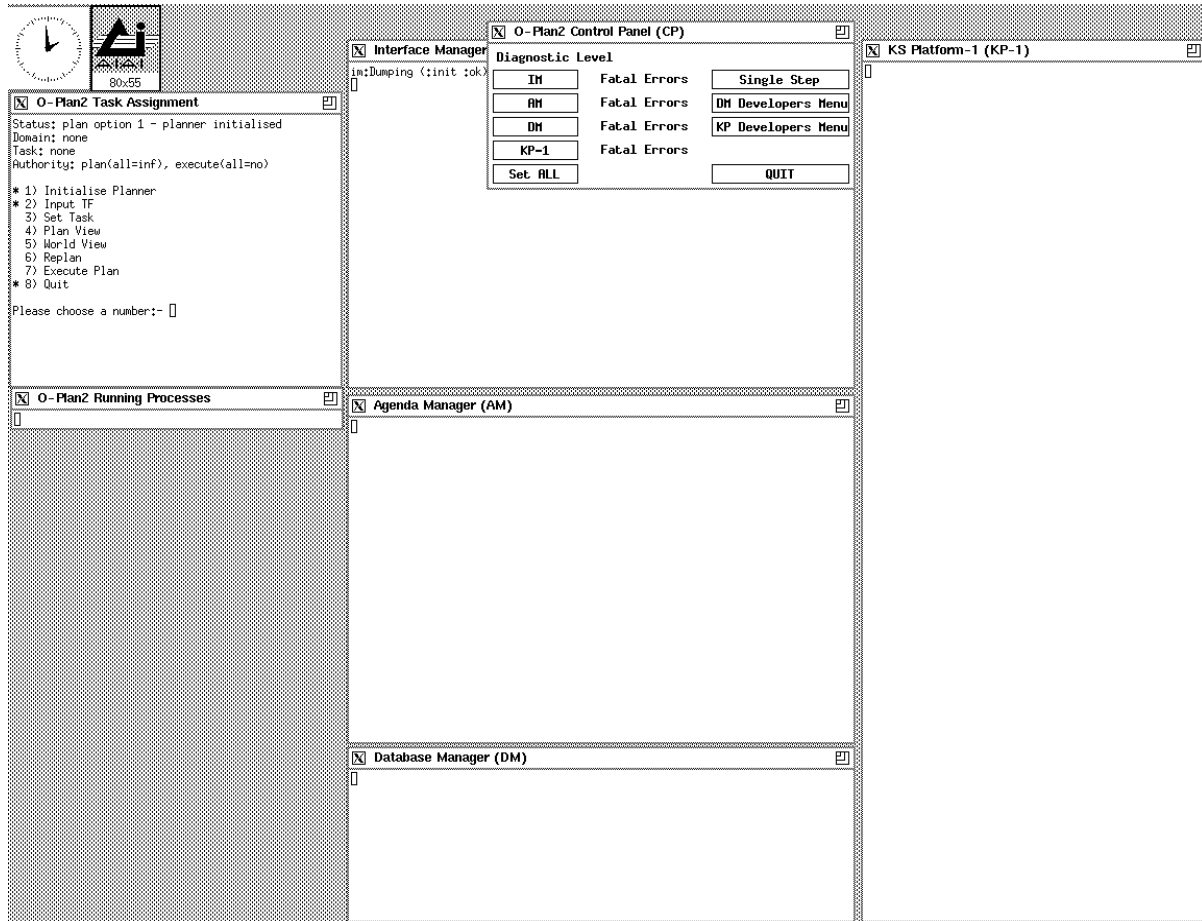 AIAI
80x55
O-Plan2 Task Assignment
Status: plan option 1 - planner initialised
Domain: none
Task: none
Authority: plan(all=inf), execute(all=no)
* 1) Initialise Planner
* 2) Input TF
3) Set Task
4) Plan View
5) World View
6) Replan
7) Execute Plan
* 8) Quit
Please choose a number:-
O-Plan2 Running Processes
Interface Manager
im:Dumping (:init :ok)
O-Plan2 Control Panel (CP)
Diagnostic Level
IM Fatal Errors Single Step
AM Fatal Errors DM Developers Menu
DM Fatal Errors KP Developers Menu
KP-1 Fatal Errors
Set ALL QUIT
Agenda Manager (AM)
Database Manager (DM)
KS Platform-1 (KP-1)